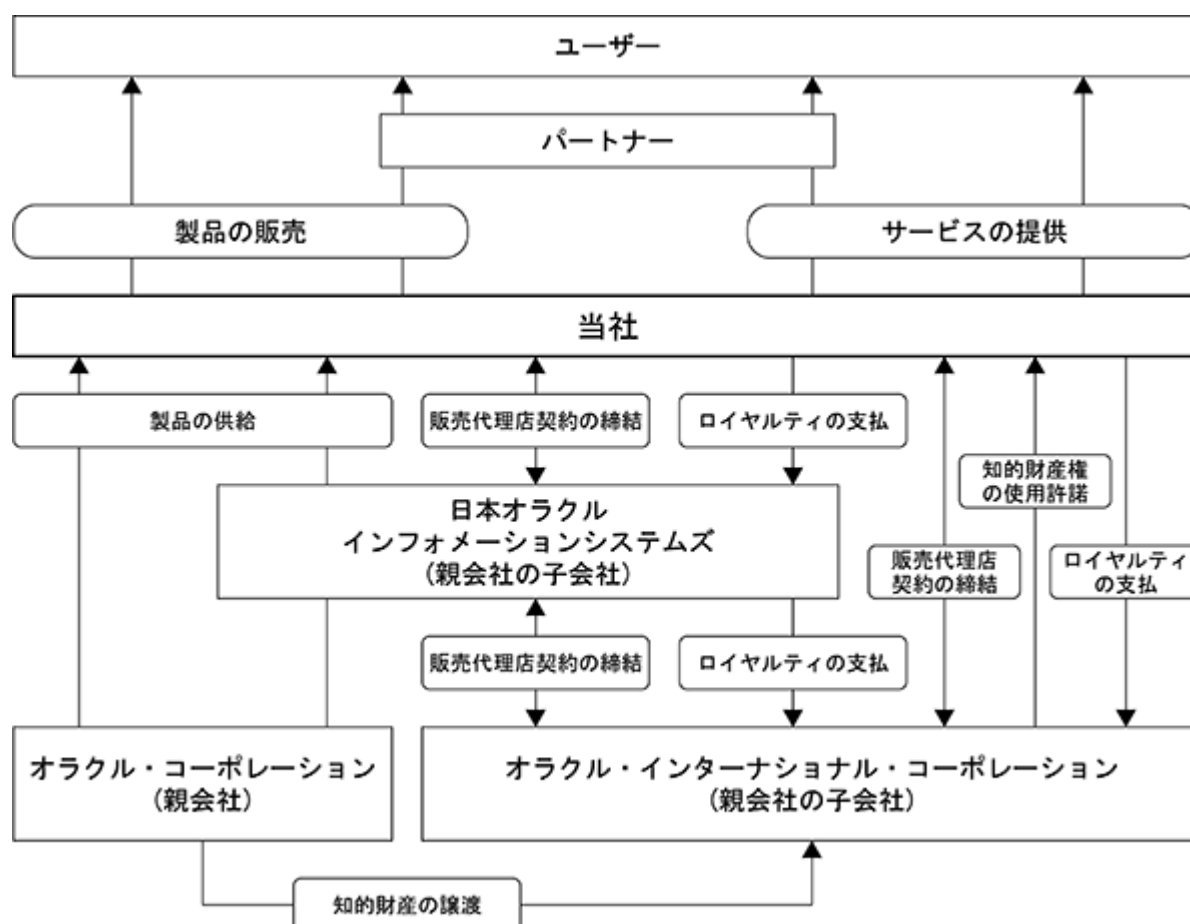 ユーザー
パートナー
製品の販売
サービスの提供
当社
製品の供給
販売代理店契約の締結
ロイヤルティの支払
知的財産権
の使用許諾
日本オラクル
インフォメーションシステムズ
(親会社の子会社)
販売代理店
契約の締結
ロイヤルティ
の支払
販売代理店契約の締結
ロイヤルティの支払
オラクル・コーポレーション
(親会社)
オラクル・インターナショナル・コーポレーション
(親会社の子会社)
知的財産の譲渡